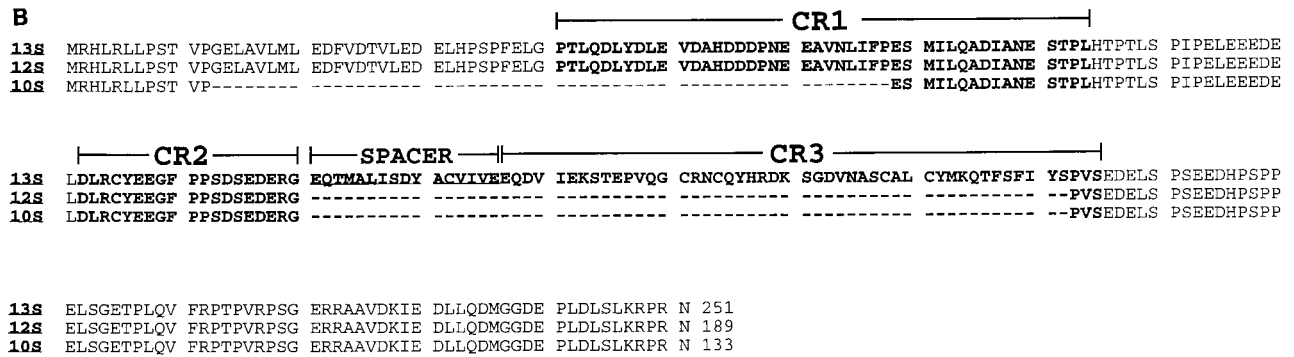 B
CR1
13S MRHLRLLPST VPGELAVLML EDFVDTVLED ELHPSPFELG PTLQDLYDLE VDAHDDDPNE EAVNLIFPES MILQADIANE STPLHTPTLS PIPELEEEDE
12S MRHLRLLPST VPGELAVLML EDFVDTVLED ELHPSPFELG PTLQDLYDLE VDAHDDDPNE EAVNLIFPES MILQADIANE STPLHTPTLS PIPELEEEDE
10S MRHLRLLPST VP-------- ---------- ---------- ---------- ---------- --------ES MILQADIANE STPLHTPTLS PIPELEEEDE
CR2 SPACER CR3
13S LDLRCYEEGF PPSDSEDERG EQTMALISDY ACVIVEEQDV IEKSTEPVQG CRNCQYHRDK SGDVNASCAL CYMKQTFSFI YSPVSEDELS PSEEDHPSPP
12S LDLRCYEEGF PPSDSEDERG ---------- ---------- ---------- ---------- ---------- ---------- --PVSEDELS PSEEDHPSPP
10S LDLRCYEEGF PPSDSEDERG ---------- ---------- ---------- ---------- ---------- ---------- --PVSEDELS PSEEDHPSPP
13S ELSGETPLQV FRPTPVRPSG ERRAAVDKIE DLLQDMGGDE PLDLSLKRPR N 251
12S ELSGETPLQV FRPTPVRPSG ERRAAVDKIE DLLQDMGGDE PLDLSLKRPR N 189
10S ELSGETPLQV FRPTPVRPSG ERRAAVDKIE DLLQDMGGDE PLDLSLKRPR N 133